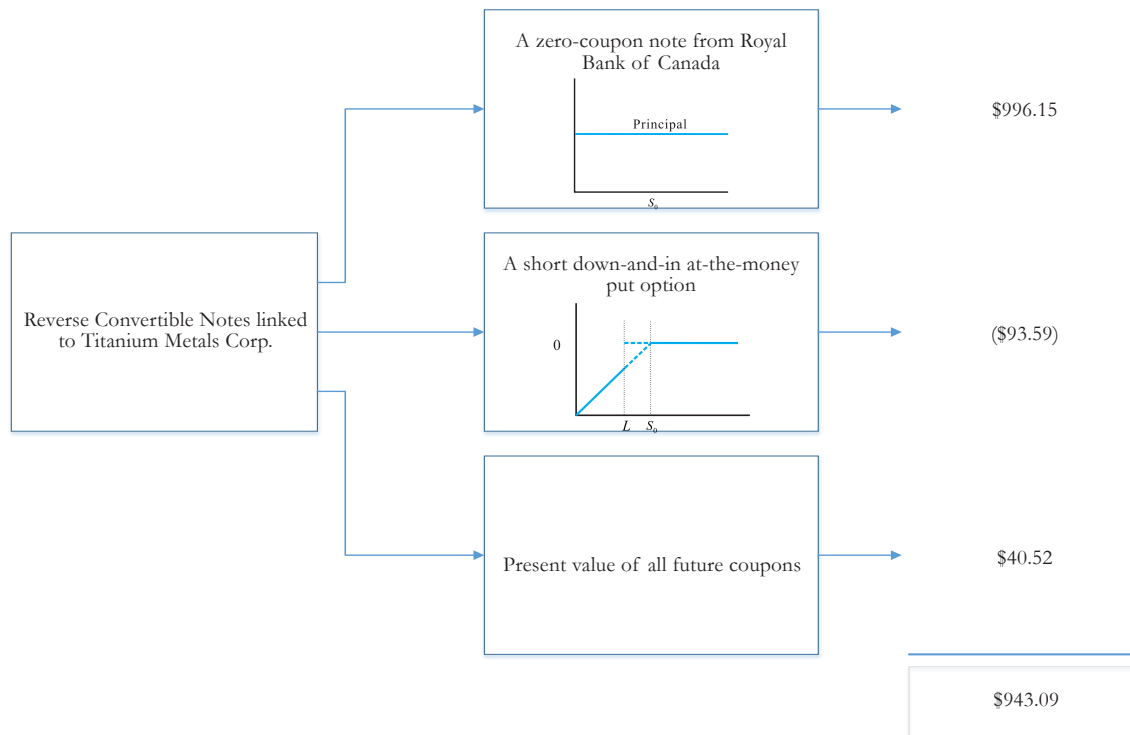 A zero-coupon note from Royal
Bank of Canada
Principal
S₀
$996.15
Reverse Convertible Notes linked
to Titanium Metals Corp.
A short down-and-in at-the-money
put option
0
L S₀
($93.59)
Present value of all future coupons
$40.52
$943.09